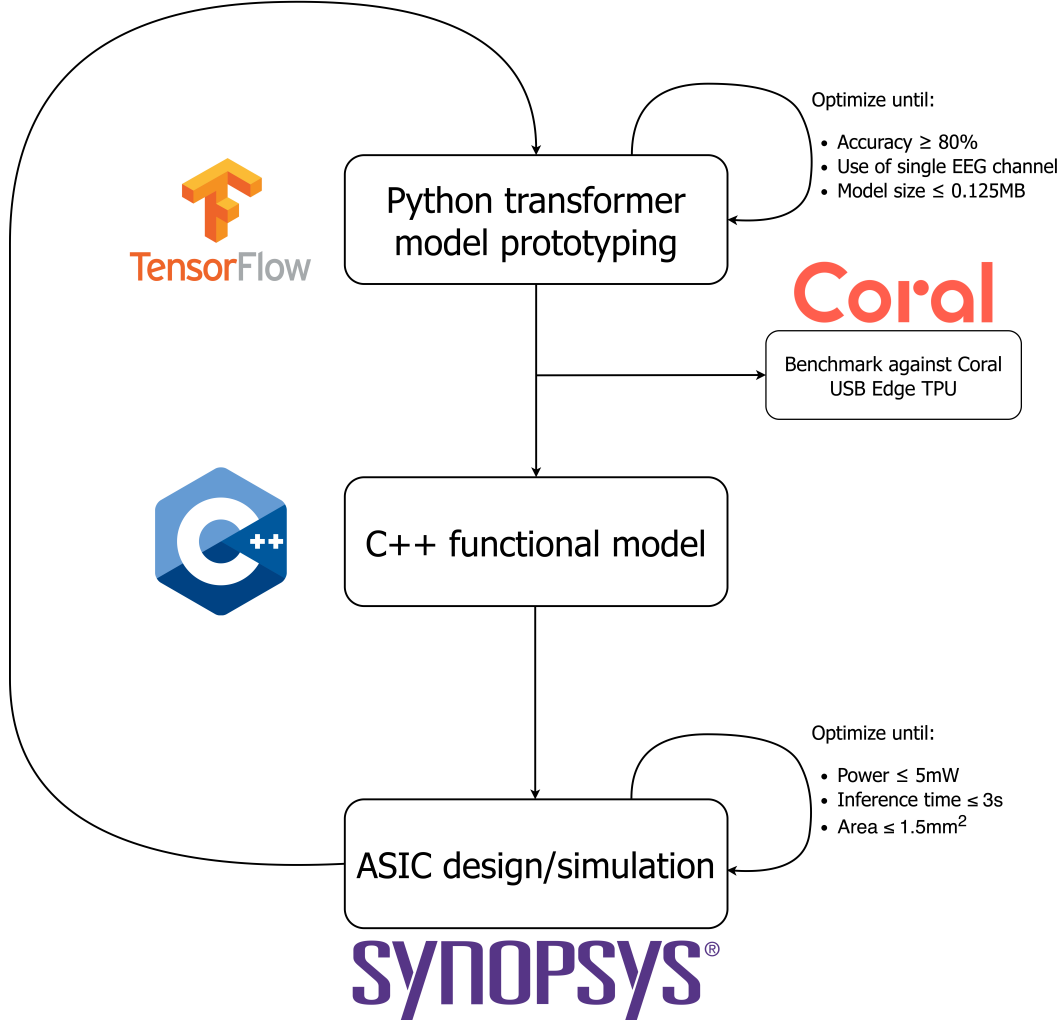 Optimize until:
• Accuracy ≥ 80%
• Use of single EEG channel
• Model size ≤ 0.125MB
TensorFlow
Python transformer
model prototyping
Coral
Benchmark against Coral
USB Edge TPU
C++
C++ functional model
Optimize until:
• Power ≤ 5mW
• Inference time ≤ 3s
• Area ≤ 1.5mm²
ASIC design/simulation
SYNOPSYS®